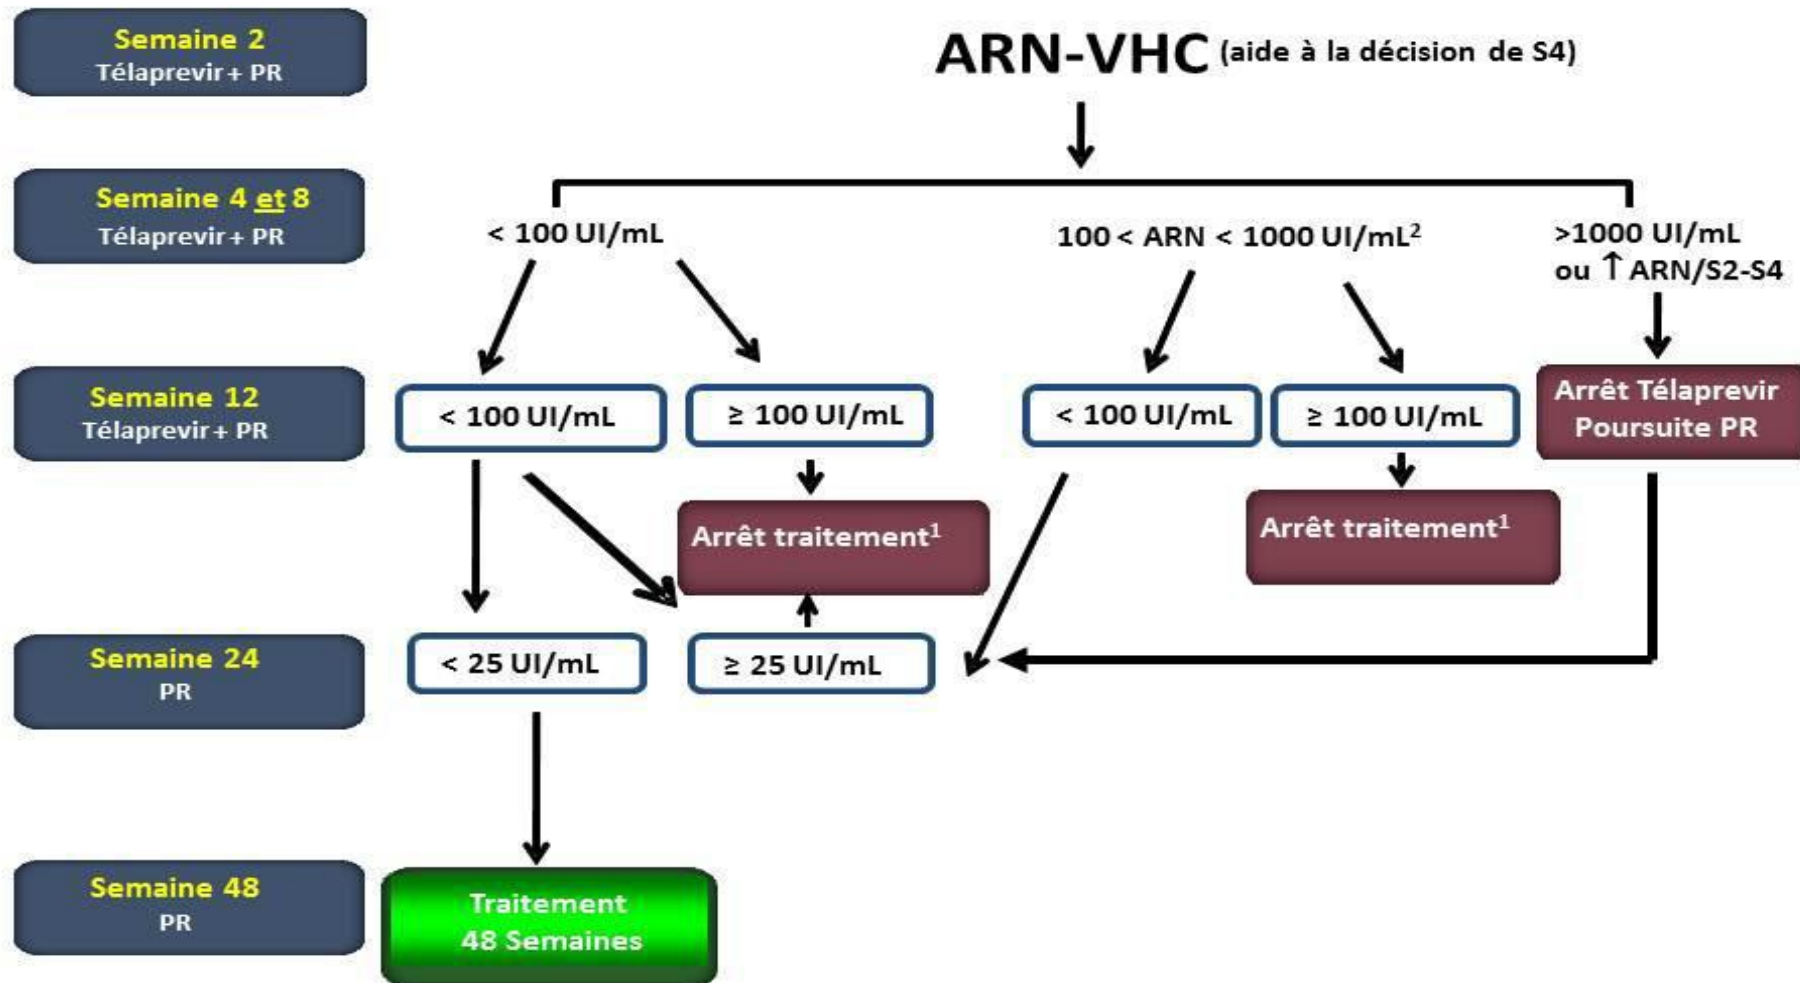 Semaine 2
Télaprevir + PR
ARN-VHC (aide à la décision de S4)
Semaine 4 et 8
Télaprevir + PR
< 100 UI/mL
100 < ARN < 1000 UI/mL²
>1000 UI/mL
ou ↑ ARN/S2-S4
Semaine 12
Télaprevir + PR
< 100 UI/mL
≥ 100 UI/mL
< 100 UI/mL
≥ 100 UI/mL
Arrêt Télaprevir
Poursuite PR
Arrêt traitement¹
Arrêt traitement¹
Semaine 24
PR
< 25 UI/mL
≥ 25 UI/mL
Semaine 48
PR
Traitement
48 Semaines